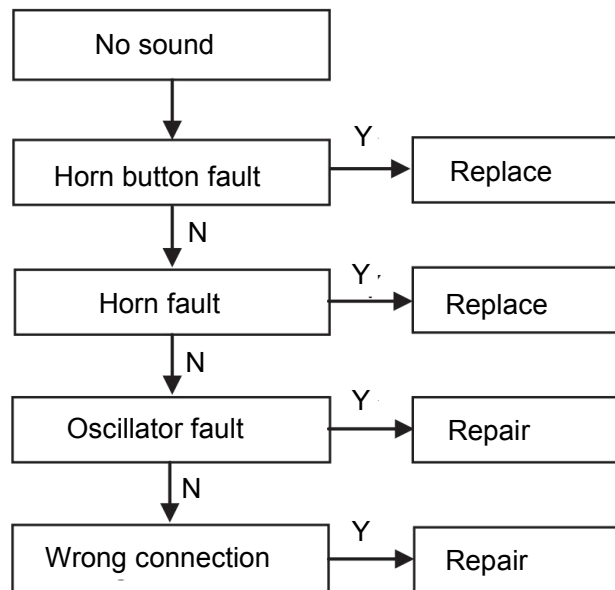 No sound
Y
Horn button fault
Replace
N
Y
Horn fault
Replace
N
Y
Oscillator fault
Repair
N
Y
Wrong connection
Repair